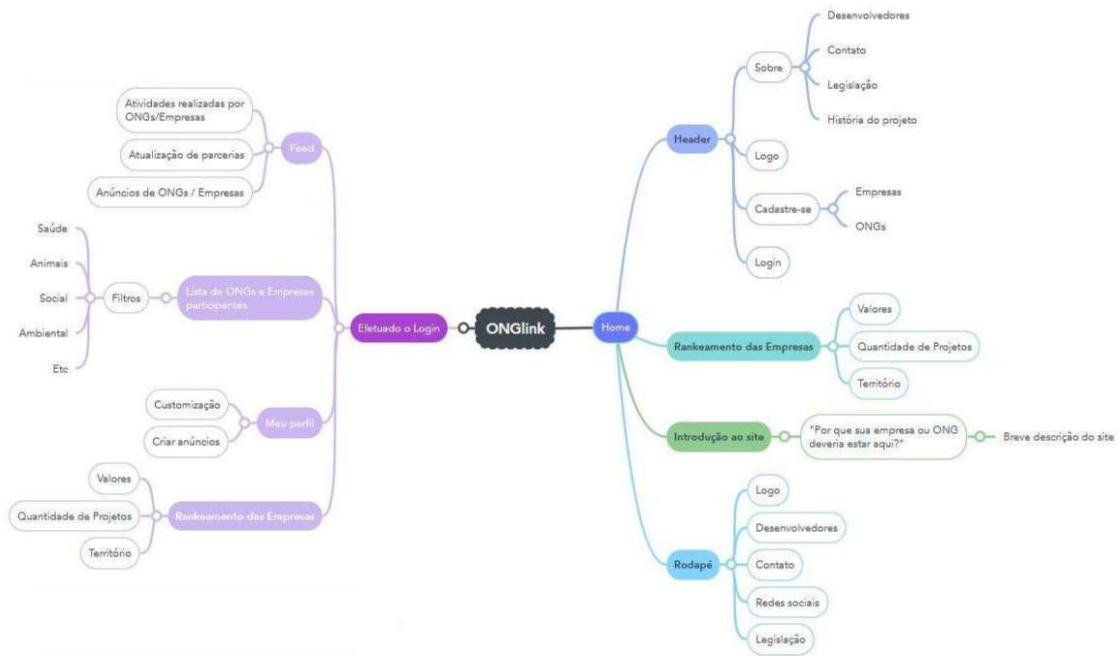 ONGlink
Home
Header
Sobre
Desenvolvedores
Contato
Legislação
História do projeto
Logo
Cadastre-se
Empresas
ONGs
Login
Rankeamento das Empresas
Valores
Quantidade de Projetos
Território
Introdução ao site
"Por que sua empresa ou ONG
deveria estar aqui?"
Breve descrição do site
Rodapé
Logo
Desenvolvedores
Contato
Redes sociais
Legislação
Efetuado o Login
Feed
Atividades realizadas por
ONGs/Empresas
Atualização de parcerias
Anúncios de ONGs / Empresas
Lista de ONGs e Empresas
participantes
Filtros
Saúde
Animais
Social
Ambiental
Etc
Meu perfil
Customização
Criar anúncios
Rankeamento das Empresas
Valores
Quantidade de Projetos
Território